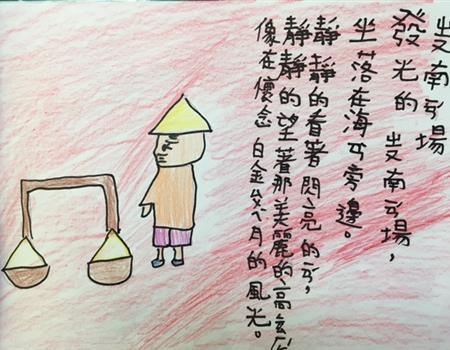 南場
發光的南場，
坐落在海旁邊。
靜靜的看著閃亮的，
靜靜的望著那美麗的高
像在懷念白金歲月的風光。